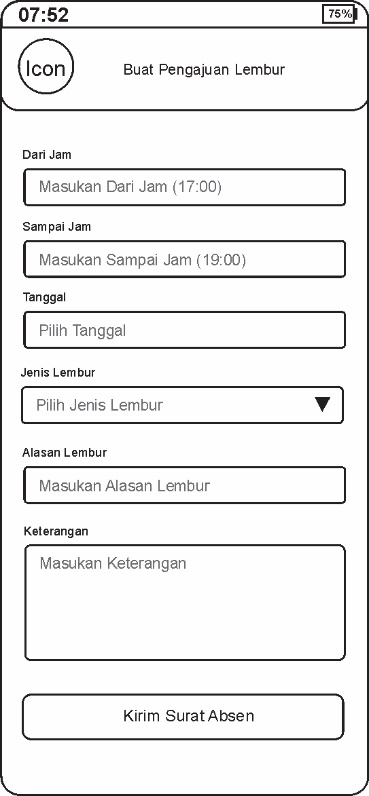 07:52
75%
Icon
Buat Pengajuan Lembur
Dari Jam
Masukan Dari Jam (17:00)
Sampai Jam
Masukan Sampai Jam (19:00)
Tanggal
Pilih Tanggal
Jenis Lembur
Pilih Jenis Lembur
Alasan Lembur
Masukan Alasan Lembur
Keterangan
Masukan Keterangan
Kirim Surat Absen